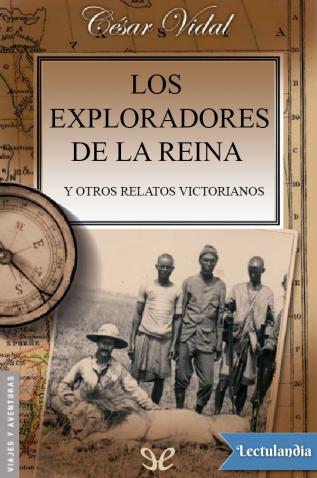 César Vidal
LOS
EXPLORADORES
DE LA REINA
Y OTROS RELATOS VICTORIANOS
VIAJES Y AVENTURAS
Lectulandia